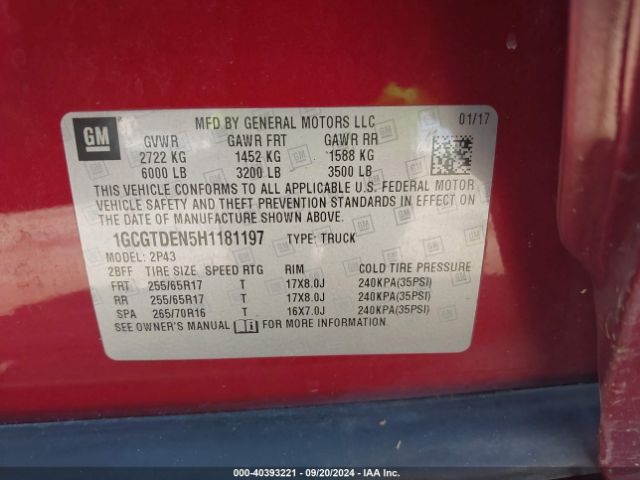 GM
MFD BY GENERAL MOTORS LLC 01/17
GVWR GAWR FRT GAWR RR
2722 KG 1452 KG 1588 KG
6000 LB 3200 LB 3500 LB
THIS VEHICLE CONFORMS TO ALL APPLICABLE U.S. FEDERAL MOTOR
VEHICLE SAFETY AND THEFT PREVENTION STANDARDS IN EFFECT ON
THE DATE OF MANUFACTURE SHOWN ABOVE.
1GCGTDEN5H1181197 TYPE: TRUCK
MODEL: 2P43
2BFF TIRE SIZE SPEED RTG RIM COLD TIRE PRESSURE
FRT 255/65R17 T 17X8.0J 240KPA(35PSI)
RR 255/65R17 T 17X8.0J 240KPA(35PSI)
SPA 265/70R16 T 16X7.0J 240KPA(35PSI)
SEE OWNER'S MANUAL FOR MORE INFORMATION
000-40393221 - 09/20/2024 - IAA Holdings, LLC. - Copyright